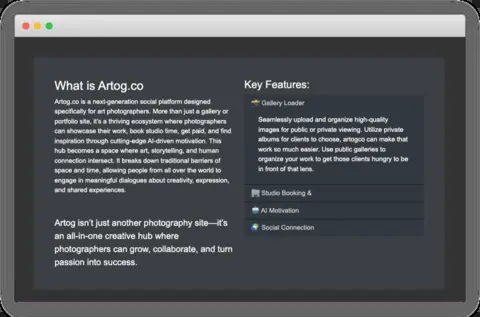 What is Artog.co
Artog.co is a next-generation social platform designed
specifically for art photographers. More than just a gallery or
portfolio site, it's a thriving ecosystem where photographers
can showcase their work, book studio time, get paid, and find
inspiration through cutting-edge AI-driven motivation. This
hub becomes a space where art, storytelling, and human
connection intersect. It breaks down traditional barriers of
space and time, allowing people from all over the world to
engage in meaningful dialogues about creativity, expression,
and shared experiences.
Artog isn't just another photography site—it's
an all-in-one creative hub where
photographers can grow, collaborate, and turn
passion into success.
Key Features:
Gallery Loader
Seamlessly upload and organize high-quality
images for public or private viewing. Utilize private
albums for clients to choose, artgoco can make that
work so much easier. Use public galleries to
organize your work to get those clients hungry to be
in front of that lens.
Studio Booking &
AI Motivation
Social Connection